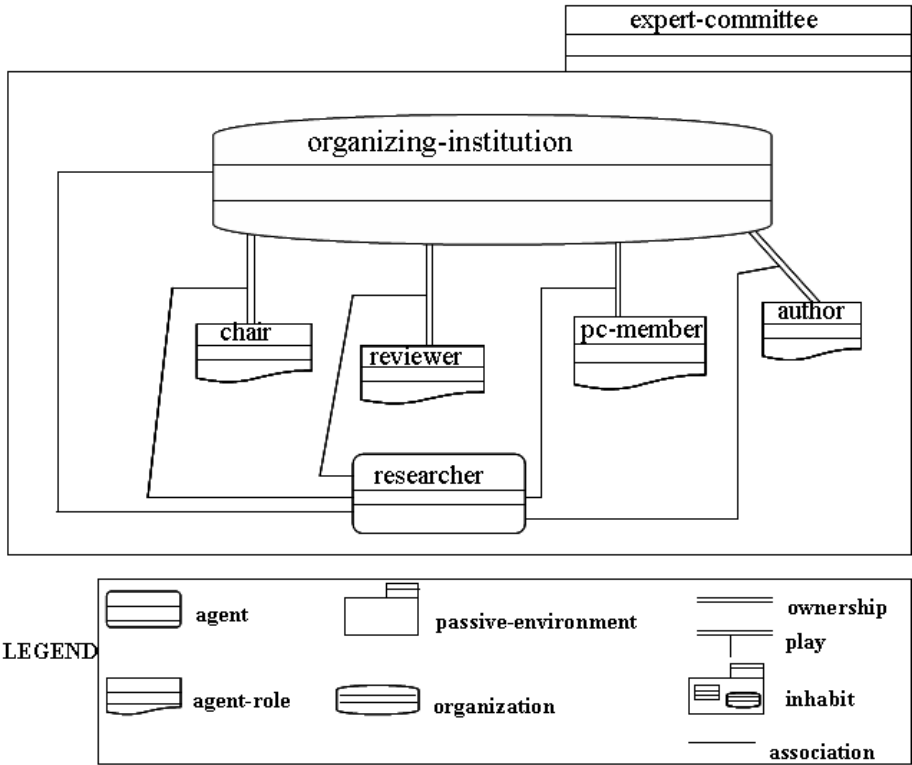 expert-committee
organizing-institution
chair
reviewer
pc-member
author
researcher
LEGEND
agent
passive-environment
ownership
play
agent-role
organization
inhabit
association